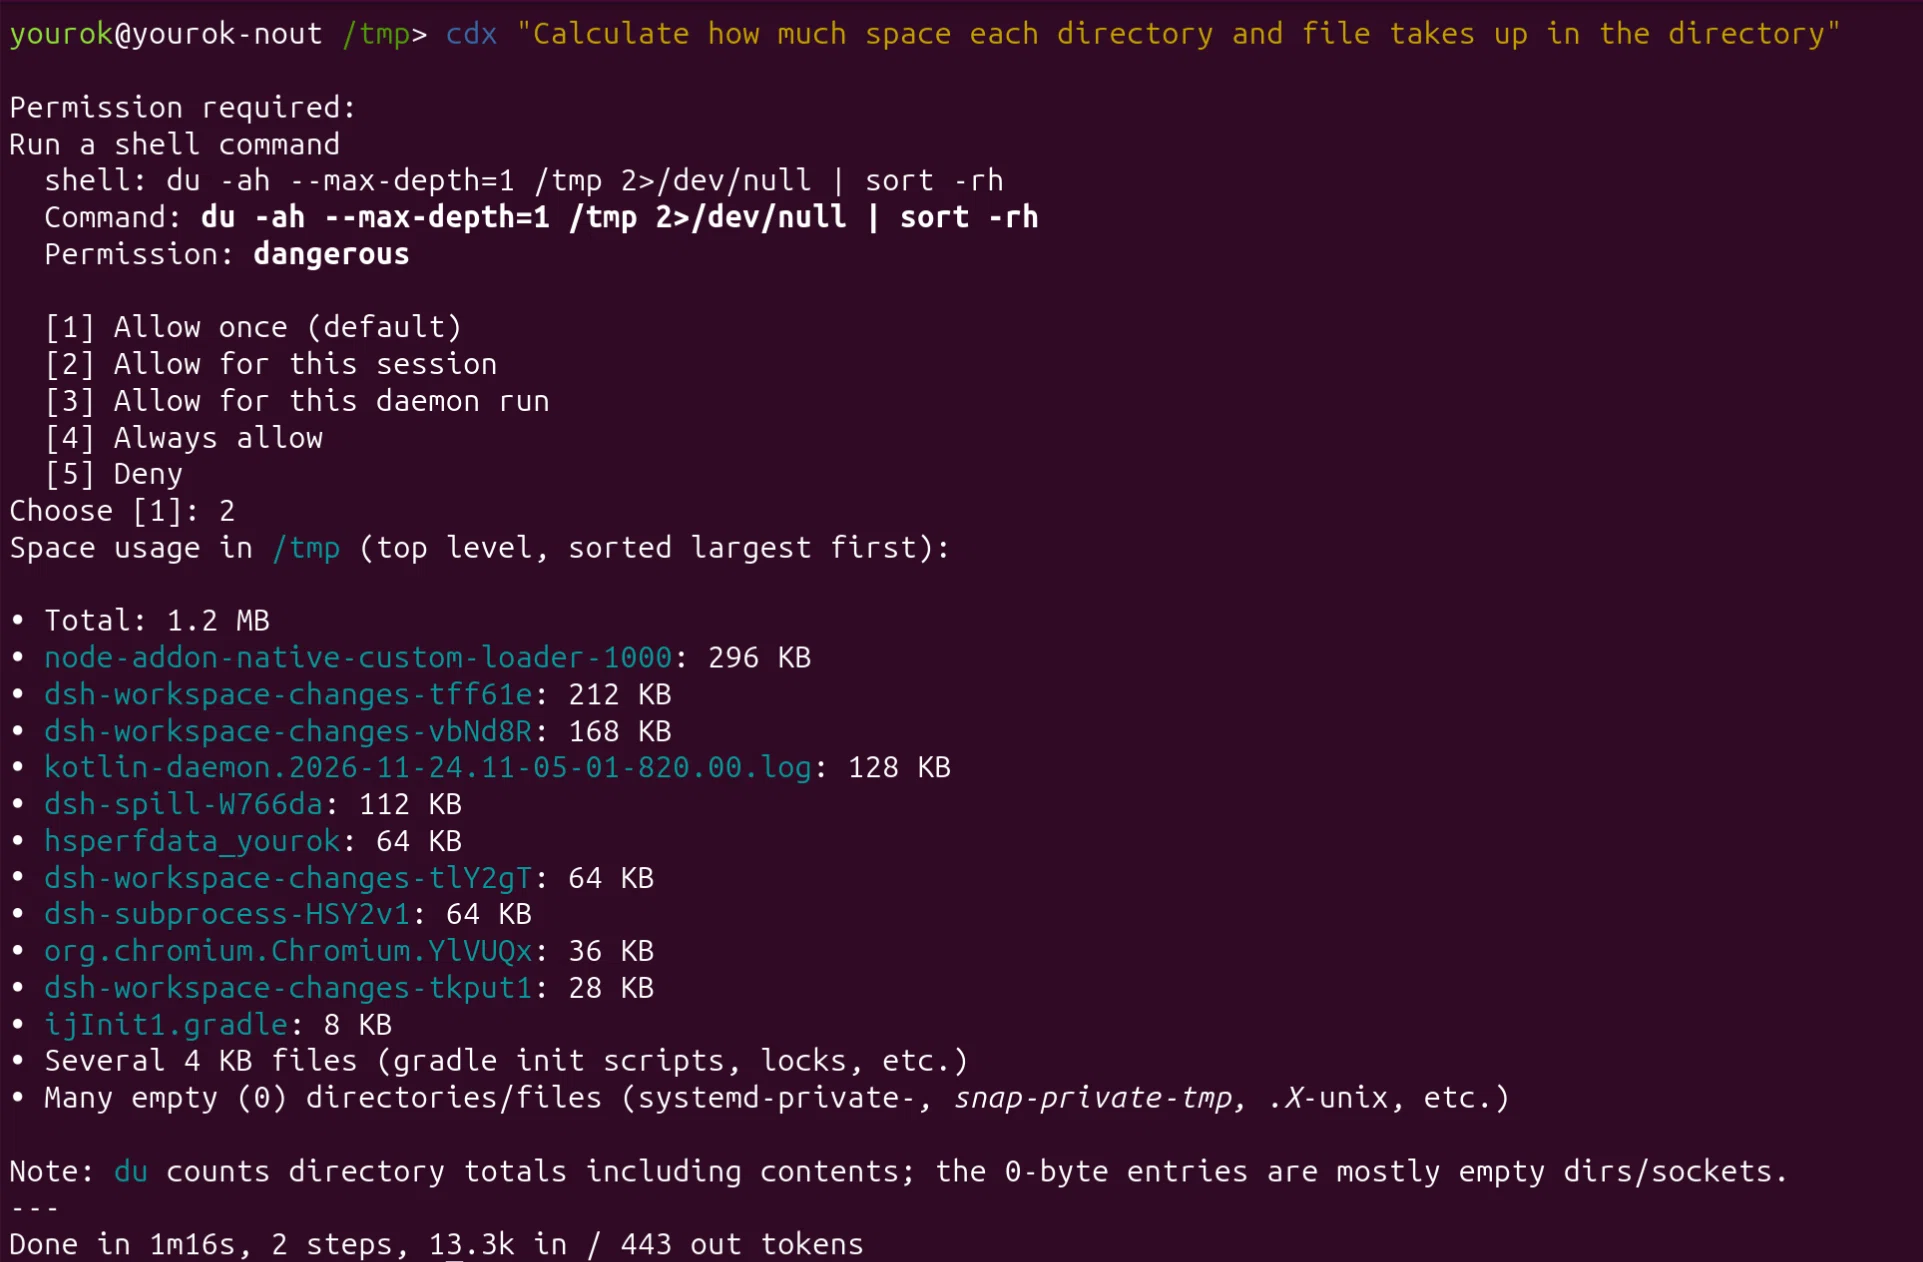 yourok@yourok-nout /tmp> cdx "Calculate how much space each directory and file takes up in the directory"
Permission required:
Run a shell command
shell: du -ah --max-depth=1 /tmp 2>/dev/null | sort -rh
Command: du -ah --max-depth=1 /tmp 2>/dev/null | sort -rh
Permission: dangerous
[1] Allow once (default)
[2] Allow for this session
[3] Allow for this daemon run
[4] Always allow
[5] Deny
Choose [1]: 2
Space usage in /tmp (top level, sorted largest first):
• Total: 1.2 MB
• node-addon-native-custom-loader-1000: 296 KB
• dsh-workspace-changes-tff61e: 212 KB
• dsh-workspace-changes-vbNd8R: 168 KB
• kotlin-daemon.2026-11-24.11-05-01-820.00.log: 128 KB
• dsh-spill-W766da: 112 KB
• hsperfdata_yourok: 64 KB
• dsh-workspace-changes-tlY2gT: 64 KB
• dsh-subprocess-HSY2v1: 64 KB
• org.chromium.Chromium.YlVUQx: 36 KB
• dsh-workspace-changes-tkput1: 28 KB
• ijInit1.gradle: 8 KB
• Several 4 KB files (gradle init scripts, locks, etc.)
• Many empty (0) directories/files (systemd-private-, snap-private-tmp, .X-unix, etc.)
Note: du counts directory totals including contents; the 0-byte entries are mostly empty dirs/sockets.
---
Done in 1m16s, 2 steps, 13.3k in / 443 out tokens